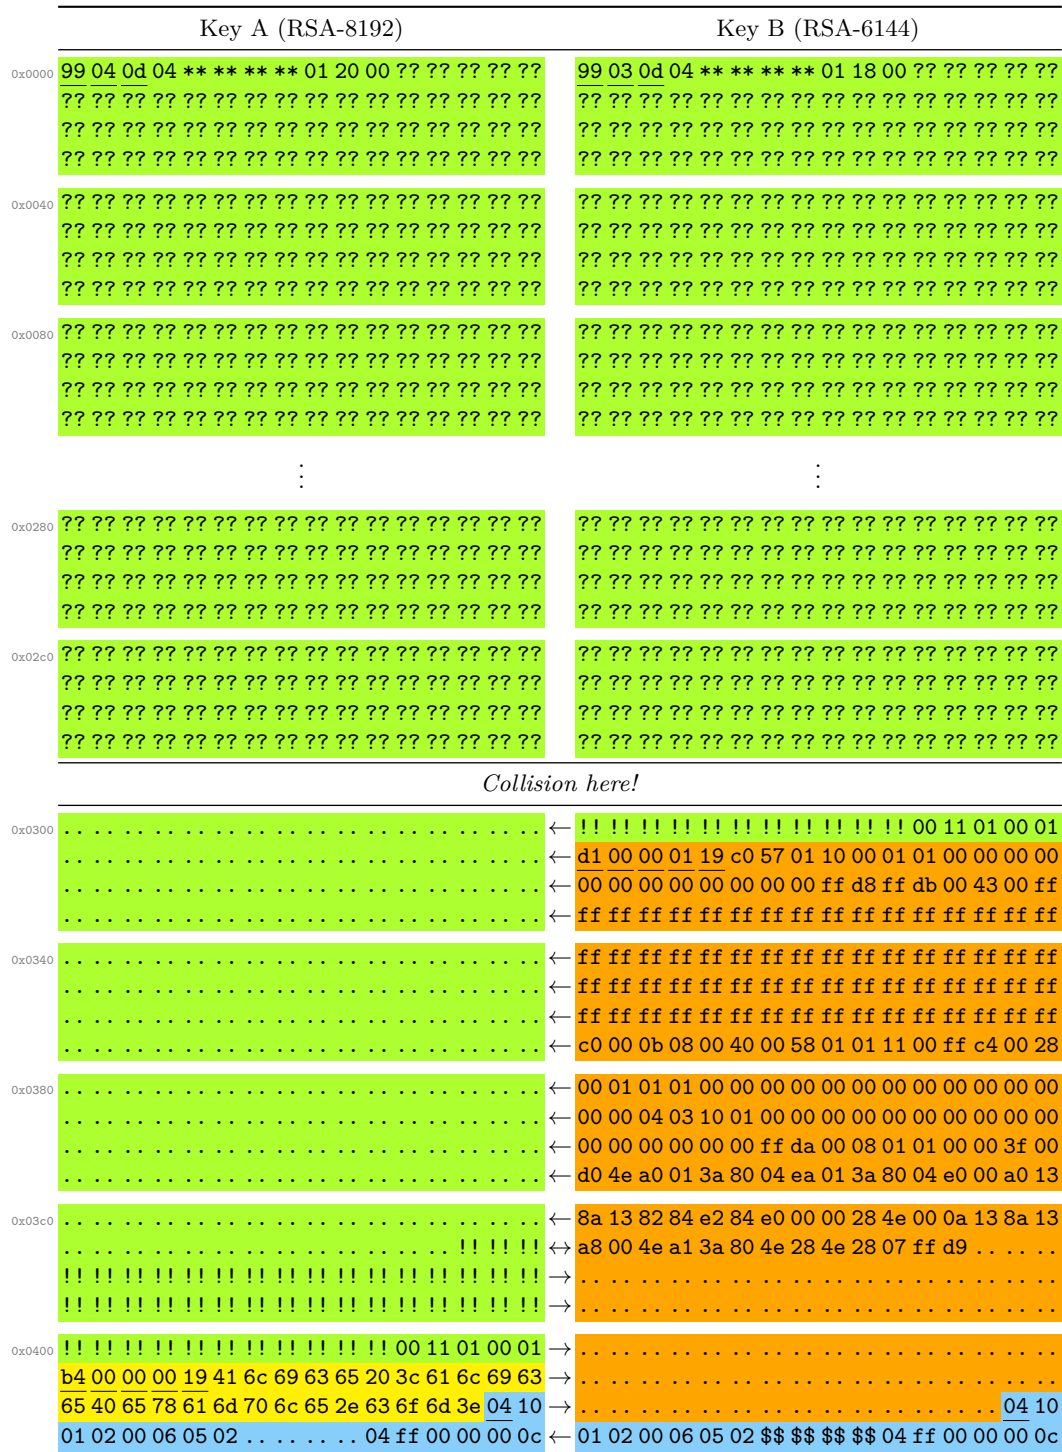 Key A (RSA-8192) Key B (RSA-6144)
0x0000 99 04 0d 04 ** ** ** ** 01 20 00 ?? ?? ?? ?? ?? 99 03 0d 04 ** ** ** ** 01 18 00 ?? ?? ?? ?? ??
?? ?? ?? ?? ?? ?? ?? ?? ?? ?? ?? ?? ?? ?? ?? ?? ?? ?? ?? ?? ?? ?? ?? ?? ?? ?? ?? ?? ?? ?? ?? ??
?? ?? ?? ?? ?? ?? ?? ?? ?? ?? ?? ?? ?? ?? ?? ?? ?? ?? ?? ?? ?? ?? ?? ?? ?? ?? ?? ?? ?? ?? ?? ??
?? ?? ?? ?? ?? ?? ?? ?? ?? ?? ?? ?? ?? ?? ?? ?? ?? ?? ?? ?? ?? ?? ?? ?? ?? ?? ?? ?? ?? ?? ?? ??
0x0040 ?? ?? ?? ?? ?? ?? ?? ?? ?? ?? ?? ?? ?? ?? ?? ?? ?? ?? ?? ?? ?? ?? ?? ?? ?? ?? ?? ?? ?? ?? ?? ??
?? ?? ?? ?? ?? ?? ?? ?? ?? ?? ?? ?? ?? ?? ?? ?? ?? ?? ?? ?? ?? ?? ?? ?? ?? ?? ?? ?? ?? ?? ?? ??
?? ?? ?? ?? ?? ?? ?? ?? ?? ?? ?? ?? ?? ?? ?? ?? ?? ?? ?? ?? ?? ?? ?? ?? ?? ?? ?? ?? ?? ?? ?? ??
?? ?? ?? ?? ?? ?? ?? ?? ?? ?? ?? ?? ?? ?? ?? ?? ?? ?? ?? ?? ?? ?? ?? ?? ?? ?? ?? ?? ?? ?? ?? ??
0x0080 ?? ?? ?? ?? ?? ?? ?? ?? ?? ?? ?? ?? ?? ?? ?? ?? ?? ?? ?? ?? ?? ?? ?? ?? ?? ?? ?? ?? ?? ?? ?? ??
?? ?? ?? ?? ?? ?? ?? ?? ?? ?? ?? ?? ?? ?? ?? ?? ?? ?? ?? ?? ?? ?? ?? ?? ?? ?? ?? ?? ?? ?? ?? ??
?? ?? ?? ?? ?? ?? ?? ?? ?? ?? ?? ?? ?? ?? ?? ?? ?? ?? ?? ?? ?? ?? ?? ?? ?? ?? ?? ?? ?? ?? ?? ??
?? ?? ?? ?? ?? ?? ?? ?? ?? ?? ?? ?? ?? ?? ?? ?? ?? ?? ?? ?? ?? ?? ?? ?? ?? ?? ?? ?? ?? ?? ?? ??
⋮ ⋮
0x0280 ?? ?? ?? ?? ?? ?? ?? ?? ?? ?? ?? ?? ?? ?? ?? ?? ?? ?? ?? ?? ?? ?? ?? ?? ?? ?? ?? ?? ?? ?? ?? ??
?? ?? ?? ?? ?? ?? ?? ?? ?? ?? ?? ?? ?? ?? ?? ?? ?? ?? ?? ?? ?? ?? ?? ?? ?? ?? ?? ?? ?? ?? ?? ??
?? ?? ?? ?? ?? ?? ?? ?? ?? ?? ?? ?? ?? ?? ?? ?? ?? ?? ?? ?? ?? ?? ?? ?? ?? ?? ?? ?? ?? ?? ?? ??
?? ?? ?? ?? ?? ?? ?? ?? ?? ?? ?? ?? ?? ?? ?? ?? ?? ?? ?? ?? ?? ?? ?? ?? ?? ?? ?? ?? ?? ?? ?? ??
0x02c0 ?? ?? ?? ?? ?? ?? ?? ?? ?? ?? ?? ?? ?? ?? ?? ?? ?? ?? ?? ?? ?? ?? ?? ?? ?? ?? ?? ?? ?? ?? ?? ??
?? ?? ?? ?? ?? ?? ?? ?? ?? ?? ?? ?? ?? ?? ?? ?? ?? ?? ?? ?? ?? ?? ?? ?? ?? ?? ?? ?? ?? ?? ?? ??
?? ?? ?? ?? ?? ?? ?? ?? ?? ?? ?? ?? ?? ?? ?? ?? ?? ?? ?? ?? ?? ?? ?? ?? ?? ?? ?? ?? ?? ?? ?? ??
?? ?? ?? ?? ?? ?? ?? ?? ?? ?? ?? ?? ?? ?? ?? ?? ?? ?? ?? ?? ?? ?? ?? ?? ?? ?? ?? ?? ?? ?? ?? ??
Collision here!
0x0300 .. .. .. .. .. .. .. .. .. .. .. .. .. .. .. .. ← !! !! !! !! !! !! !! !! !! !! !! 00 11 01 00 01
.. .. .. .. .. .. .. .. .. .. .. .. .. .. .. .. ← d1 00 00 01 19 c0 57 01 10 00 01 01 00 00 00 00
.. .. .. .. .. .. .. .. .. .. .. .. .. .. .. .. ← 00 00 00 00 00 00 00 00 ff d8 ff db 00 43 00 ff
.. .. .. .. .. .. .. .. .. .. .. .. .. .. .. .. ← ff ff ff ff ff ff ff ff ff ff ff ff ff ff ff ff
0x0340 .. .. .. .. .. .. .. .. .. .. .. .. .. .. .. .. ← ff ff ff ff ff ff ff ff ff ff ff ff ff ff ff ff
.. .. .. .. .. .. .. .. .. .. .. .. .. .. .. .. ← ff ff ff ff ff ff ff ff ff ff ff ff ff ff ff ff
.. .. .. .. .. .. .. .. .. .. .. .. .. .. .. .. ← ff ff ff ff ff ff ff ff ff ff ff ff ff ff ff ff
.. .. .. .. .. .. .. .. .. .. .. .. .. .. .. .. ← c0 00 0b 08 00 40 00 58 01 01 11 00 ff c4 00 28
0x0380 .. .. .. .. .. .. .. .. .. .. .. .. .. .. .. .. ← 00 01 01 01 00 00 00 00 00 00 00 00 00 00 00 00
.. .. .. .. .. .. .. .. .. .. .. .. .. .. .. .. ← 00 00 04 03 10 01 00 00 00 00 00 00 00 00 00 00
.. .. .. .. .. .. .. .. .. .. .. .. .. .. .. .. ← 00 00 00 00 00 00 ff da 00 08 01 01 00 00 3f 00
.. .. .. .. .. .. .. .. .. .. .. .. .. .. .. .. ← d0 4e a0 01 3a 80 04 ea 01 3a 80 04 e0 00 a0 13
0x03c0 .. .. .. .. .. .. .. .. .. .. .. .. .. .. .. .. ← 8a 13 82 84 e2 84 e0 00 00 28 4e 00 0a 13 8a 13
.. .. .. .. .. .. .. .. .. .. .. .. .. !! !! !! ↔ a8 00 4e a1 3a 80 4e 28 4e 28 07 ff d9 .. .. ..
!! !! !! !! !! !! !! !! !! !! !! !! !! !! !! !! → .. .. .. .. .. .. .. .. .. .. .. .. .. .. .. ..
!! !! !! !! !! !! !! !! !! !! !! !! !! !! !! !! → .. .. .. .. .. .. .. .. .. .. .. .. .. .. .. ..
0x0400 !! !! !! !! !! !! !! !! !! !! !! 00 11 01 00 01 → .. .. .. .. .. .. .. .. .. .. .. .. .. .. .. ..
b4 00 00 00 19 41 6c 69 63 65 20 3c 61 6c 69 63 → .. .. .. .. .. .. .. .. .. .. .. .. .. .. .. ..
65 40 65 78 61 6d 70 6c 65 2e 63 6f 6d 3e 04 10 → .. .. .. .. .. .. .. .. .. .. .. .. .. .. 04 10
01 02 00 06 05 02 .. .. .. .. 04 ff 00 00 00 0c ← 01 02 00 06 05 02 $$ $$ $$ $$ 04 ff 00 00 00 0c